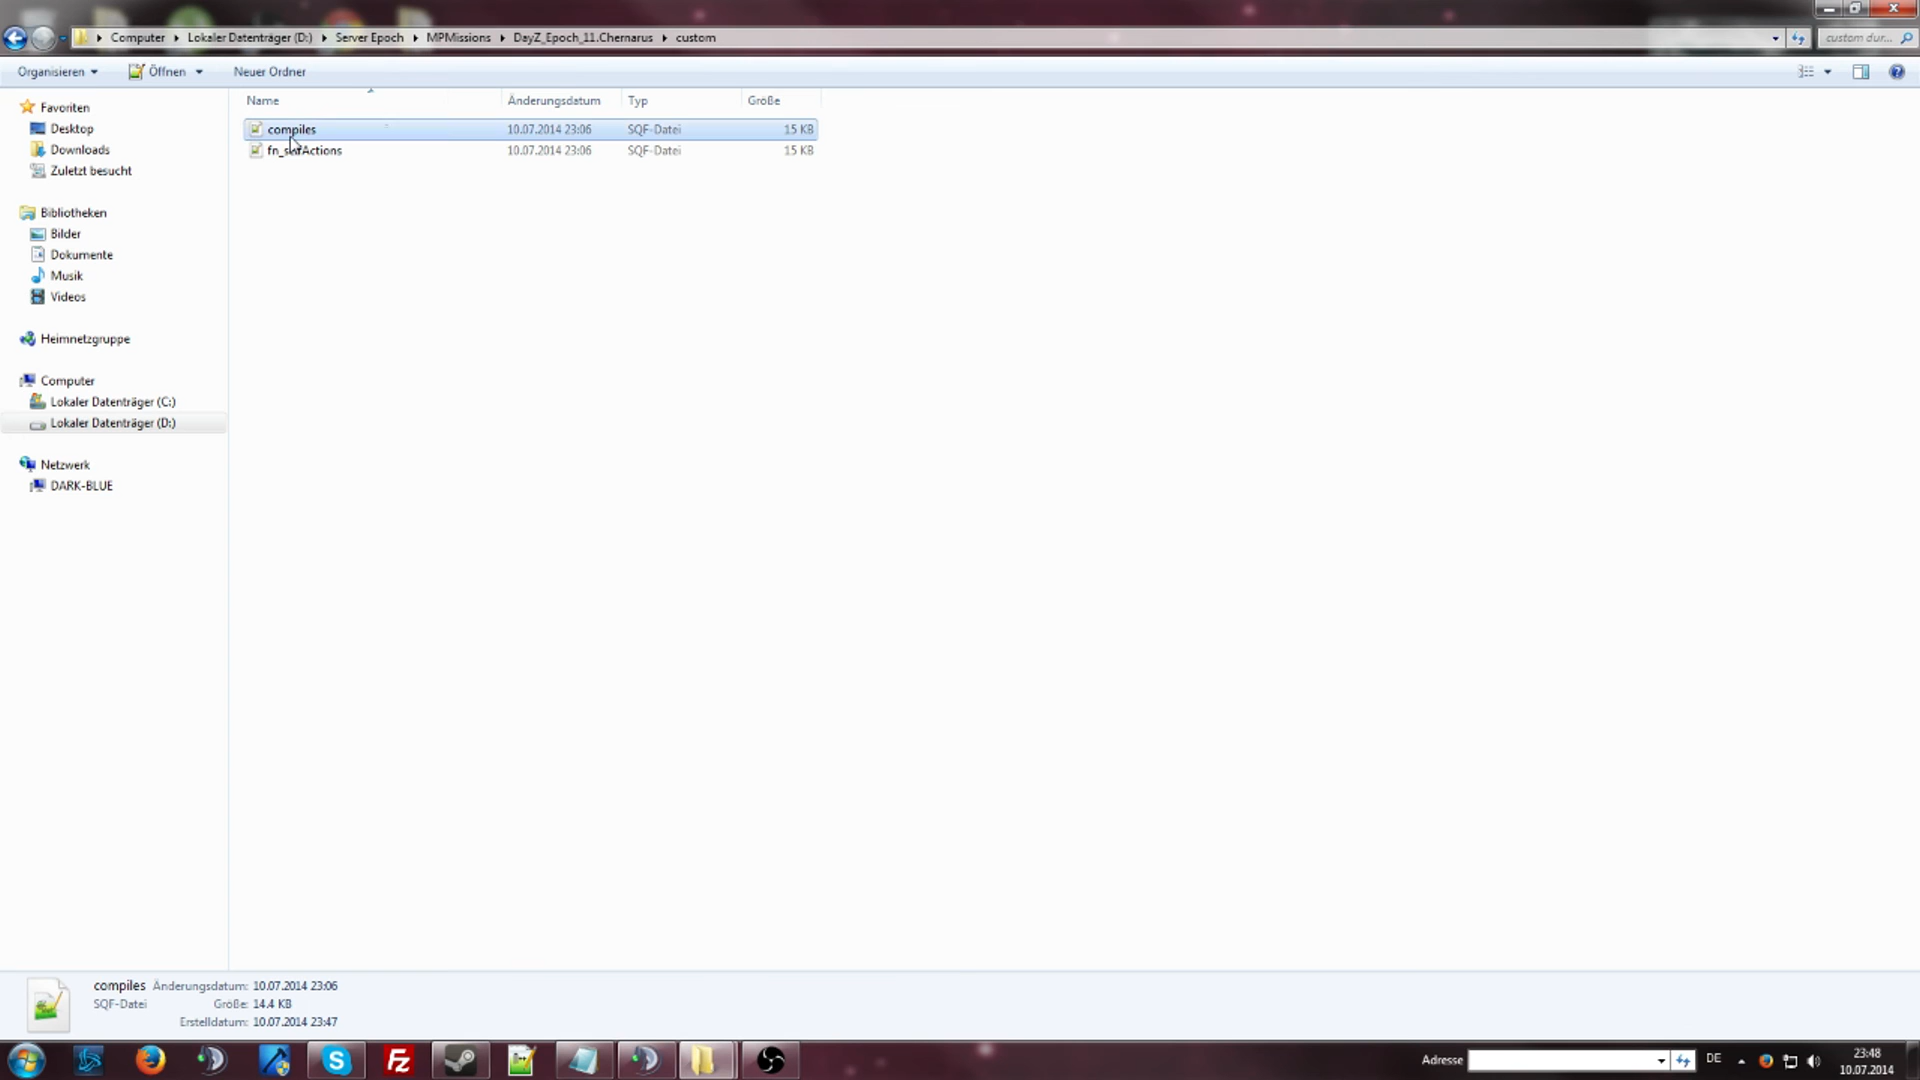 Computer Lokaler Datenträger (D:) Server Epoch MPMissions DayZ_Epoch_11.Chernarus custom
custom dur...
Organisieren Öffnen Neuer Ordner
Name Änderungsdatum Typ Größe
compiles 10.07.2014 23:06 SQF-Datei 15 KB
fn_selfActions 10.07.2014 23:06 SQF-Datei 15 KB
Favoriten
Desktop
Downloads
Zuletzt besucht
Bibliotheken
Bilder
Dokumente
Musik
Videos
Heimnetzgruppe
Computer
Lokaler Datenträger (C:)
Lokaler Datenträger (D:)
Netzwerk
DARK-BLUE
compiles Änderungsdatum: 10.07.2014 23:06
SQF-Datei Größe: 14.4 KB
Erstelldatum: 10.07.2014 23:47
Adresse DE 23:48
10.07.2014